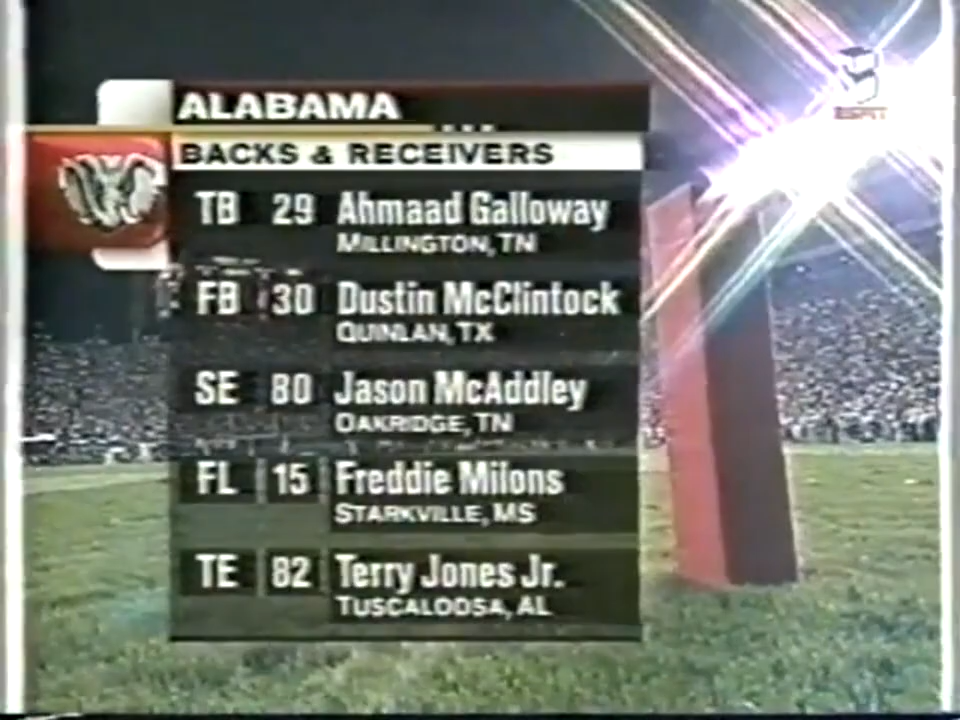 ESPN
ALABAMA
BACKS & RECEIVERS
TB 29 Ahmaad Galloway
MILLINGTON, TN
FB 30 Dustin McClintock
QUINLAN, TX
SE 80 Jason McAddley
OAKRIDGE, TN
FL 15 Freddie Milons
STARKVILLE, MS
TE 82 Terry Jones Jr.
TUSCALOOSA, AL